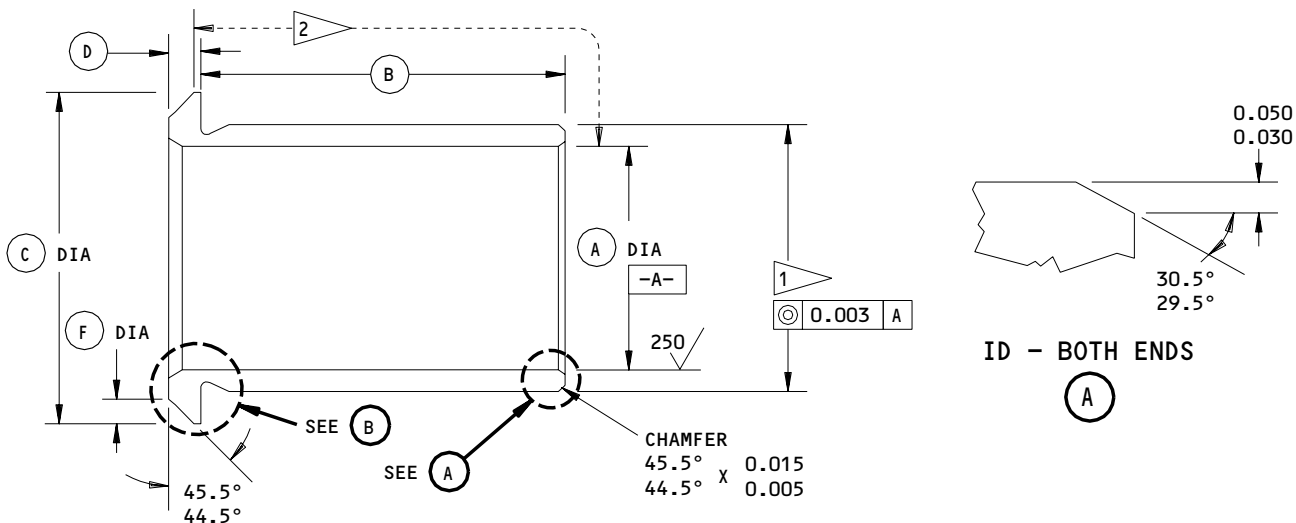 2
D
B
C DIA
A DIA
-A-
1
◎ 0.003 A
F DIA
250
SEE B
SEE A
CHAMFER
45.5°
44.5°
X
0.015
0.005
45.5°
44.5°
0.050
0.030
30.5°
29.5°
ID - BOTH ENDS
A